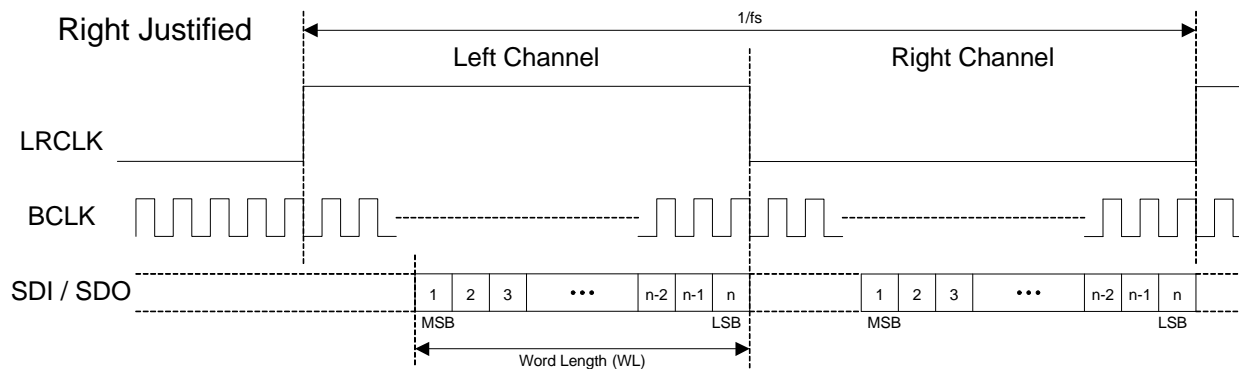 1/fs
Right Justified
Left Channel
Right Channel
LRCLK
BCLK
SDI / SDO
1 2 3 ••• n-2 n-1 n
1 2 3 ••• n-2 n-1 n
MSB
LSB
MSB
LSB
Word Length (WL)